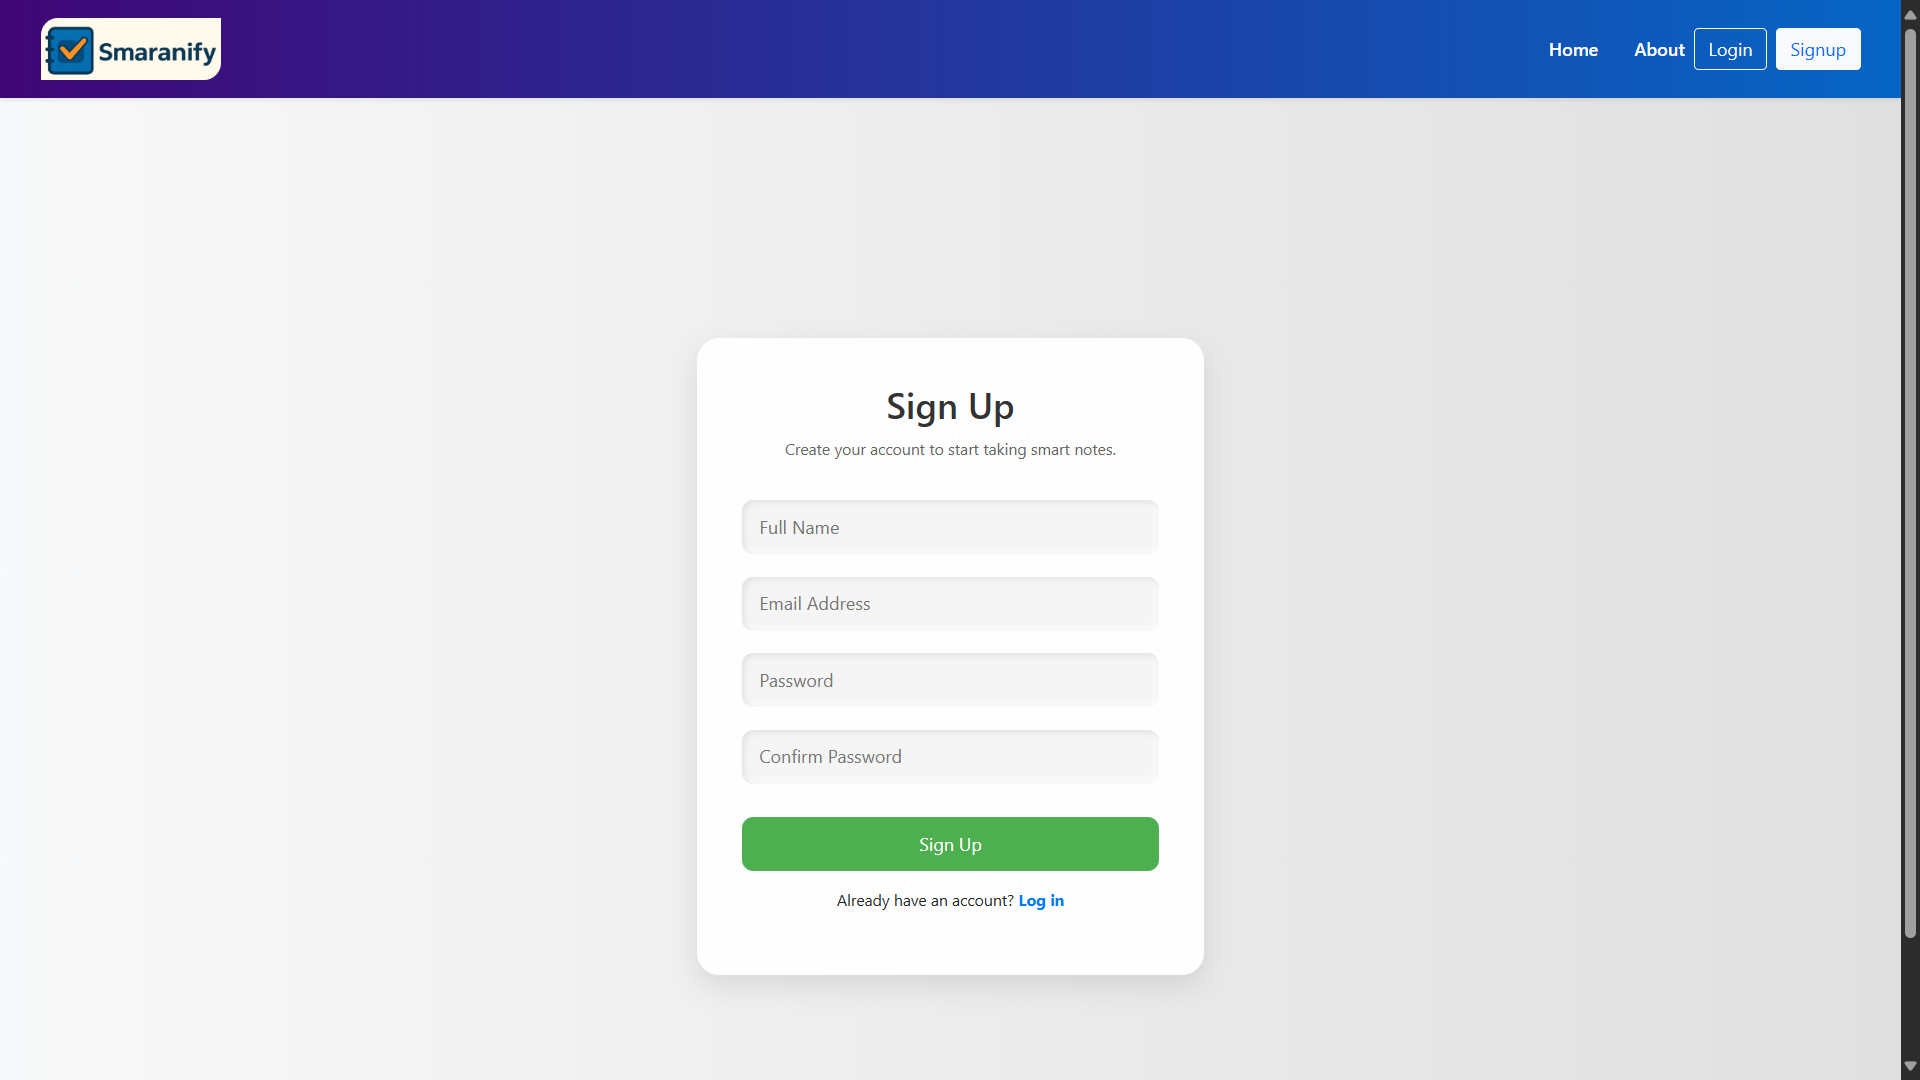 Smaranify
Home About Login Signup
Sign Up
Create your account to start taking smart notes.
Full Name
Email Address
Password
Confirm Password
Sign Up
Already have an account? Log in